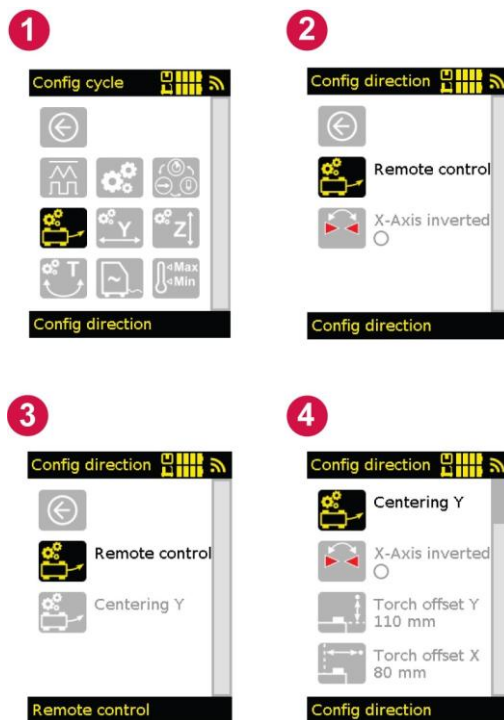 1
Config cycle
Y
Z
T
Max
Min
Config direction
2
Config direction
Remote control
X-Axis inverted
Config direction
3
Config direction
Remote control
Centering Y
Remote control
4
Config direction
Centering Y
X-Axis inverted
Torch offset Y
110 mm
Torch offset X
80 mm
Config direction